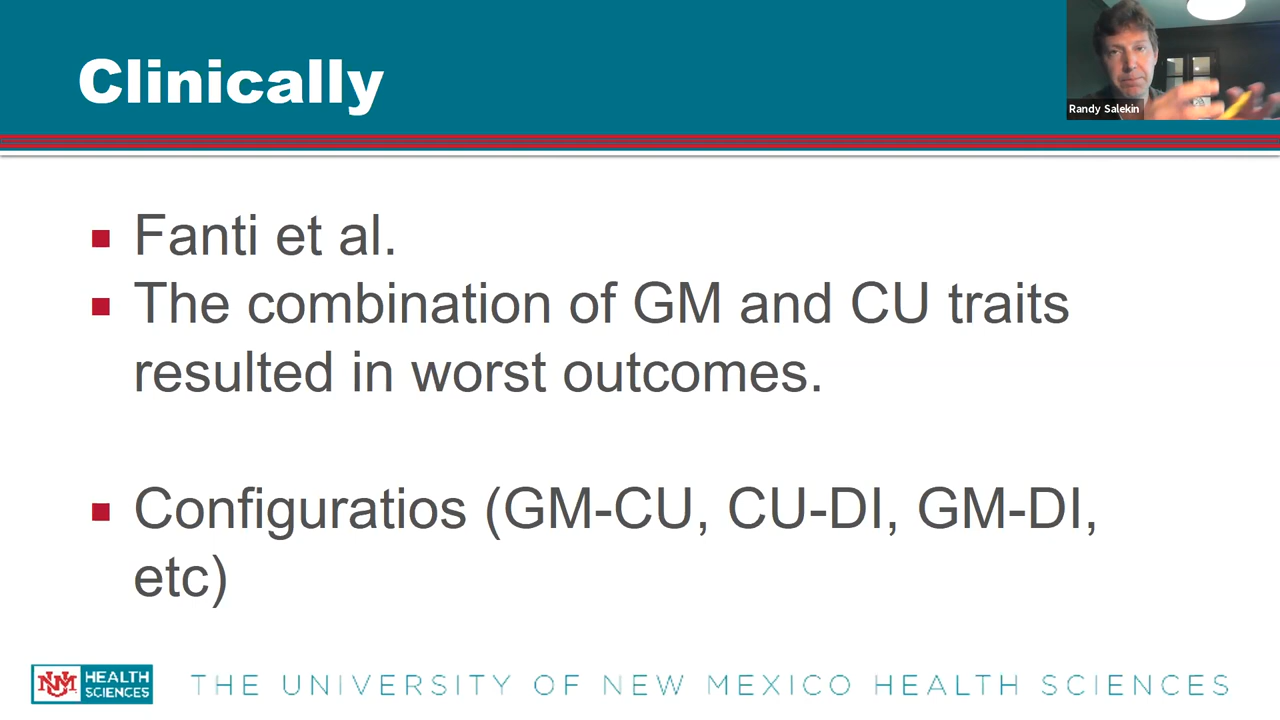 Clinically
Randy Salekin
■ Fanti et al.
■ The combination of GM and CU traits
resulted in worst outcomes.
■ Configuratios (GM-CU, CU-DI, GM-DI,
etc)
UNM HEALTH
SCIENCES
THE UNIVERSITY OF NEW MEXICO HEALTH SCIENCES